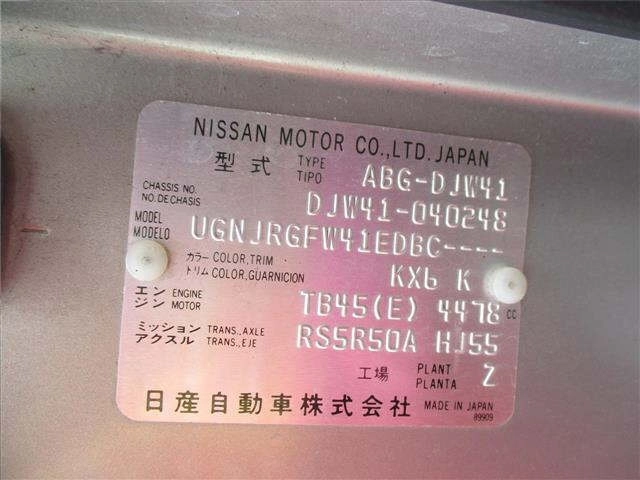 NISSAN MOTOR CO.,LTD.JAPAN
型式 TYPE TIPO ABG-DJW41
CHASSIS NO. NO.DE CHASIS DJW41-040248
MODEL MODELO UGNJRGFW41EDBC----
カラー COLOR,TRIM
トリム COLOR,GUARNICION KX6 K
エンジン ENGINE MOTOR TB45(E) 4478 CC
ミッション TRANS.,AXLE
アクスル TRANS.,EJE RS5R50A HJ55
工場 PLANT PLANTA Z
日産自動車株式会社 MADE IN JAPAN
89909